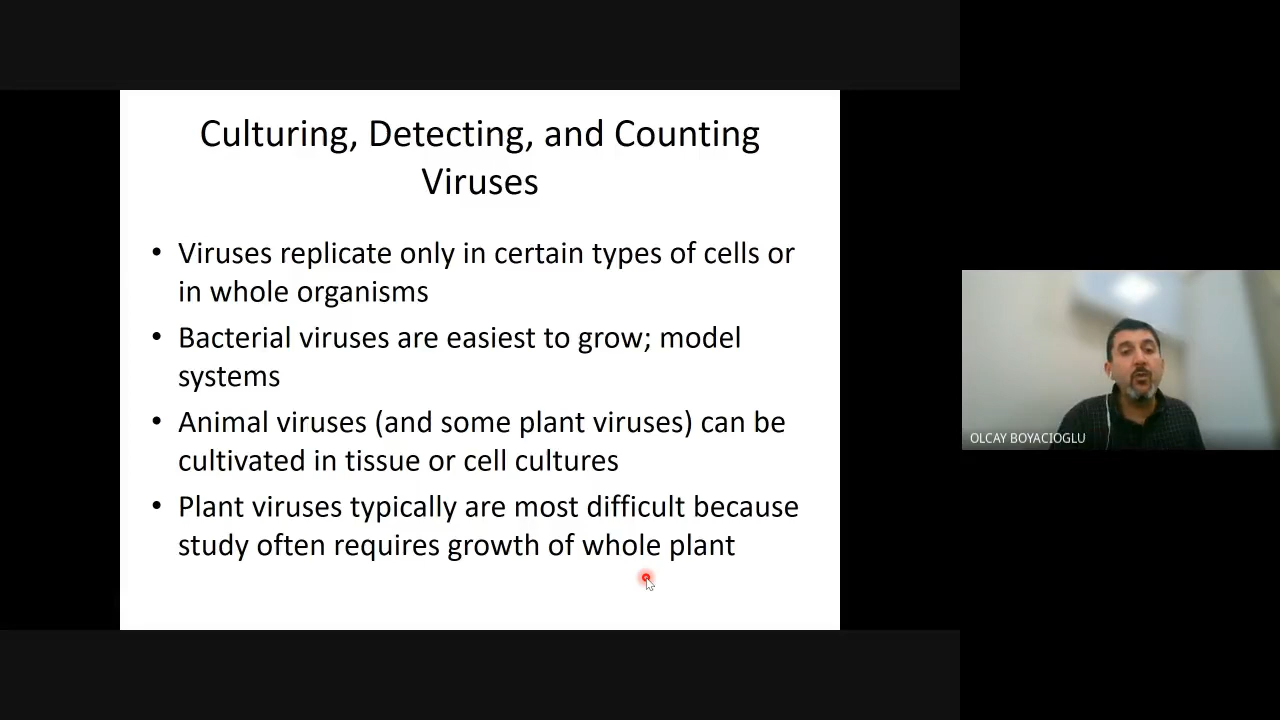 Culturing, Detecting, and Counting
Viruses
• Viruses replicate only in certain types of cells or
in whole organisms
• Bacterial viruses are easiest to grow; model
systems
• Animal viruses (and some plant viruses) can be
cultivated in tissue or cell cultures
• Plant viruses typically are most difficult because
study often requires growth of whole plant
OLCAY BOYACIOGLU